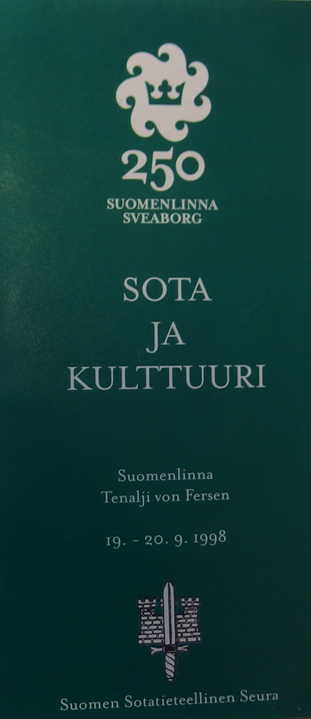 250
SUOMENLINNA
SVEABORG
SOTA
JA
KULTTUURI
Suomenlinna
Tenalji von Fersen
19. - 20. 9. 1998
Suomen Sotatieteellinen Seura